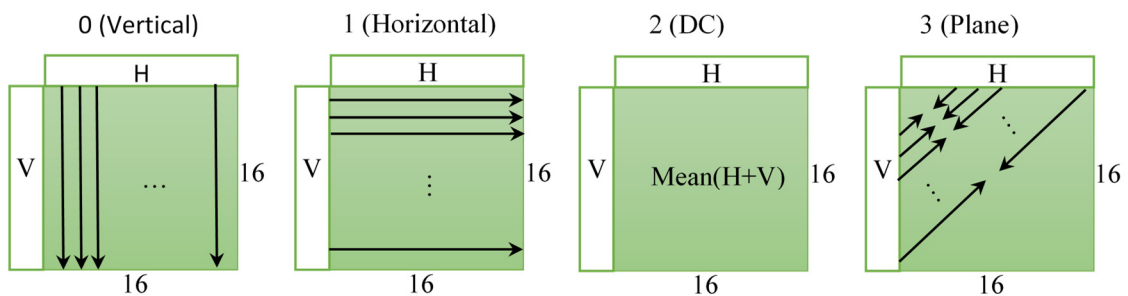 0 (Vertical)
H
V
...
16
16
1 (Horizontal)
H
V
...
16
16
2 (DC)
H
V
Mean(H+V)
16
16
3 (Plane)
H
V
...
...
16
16